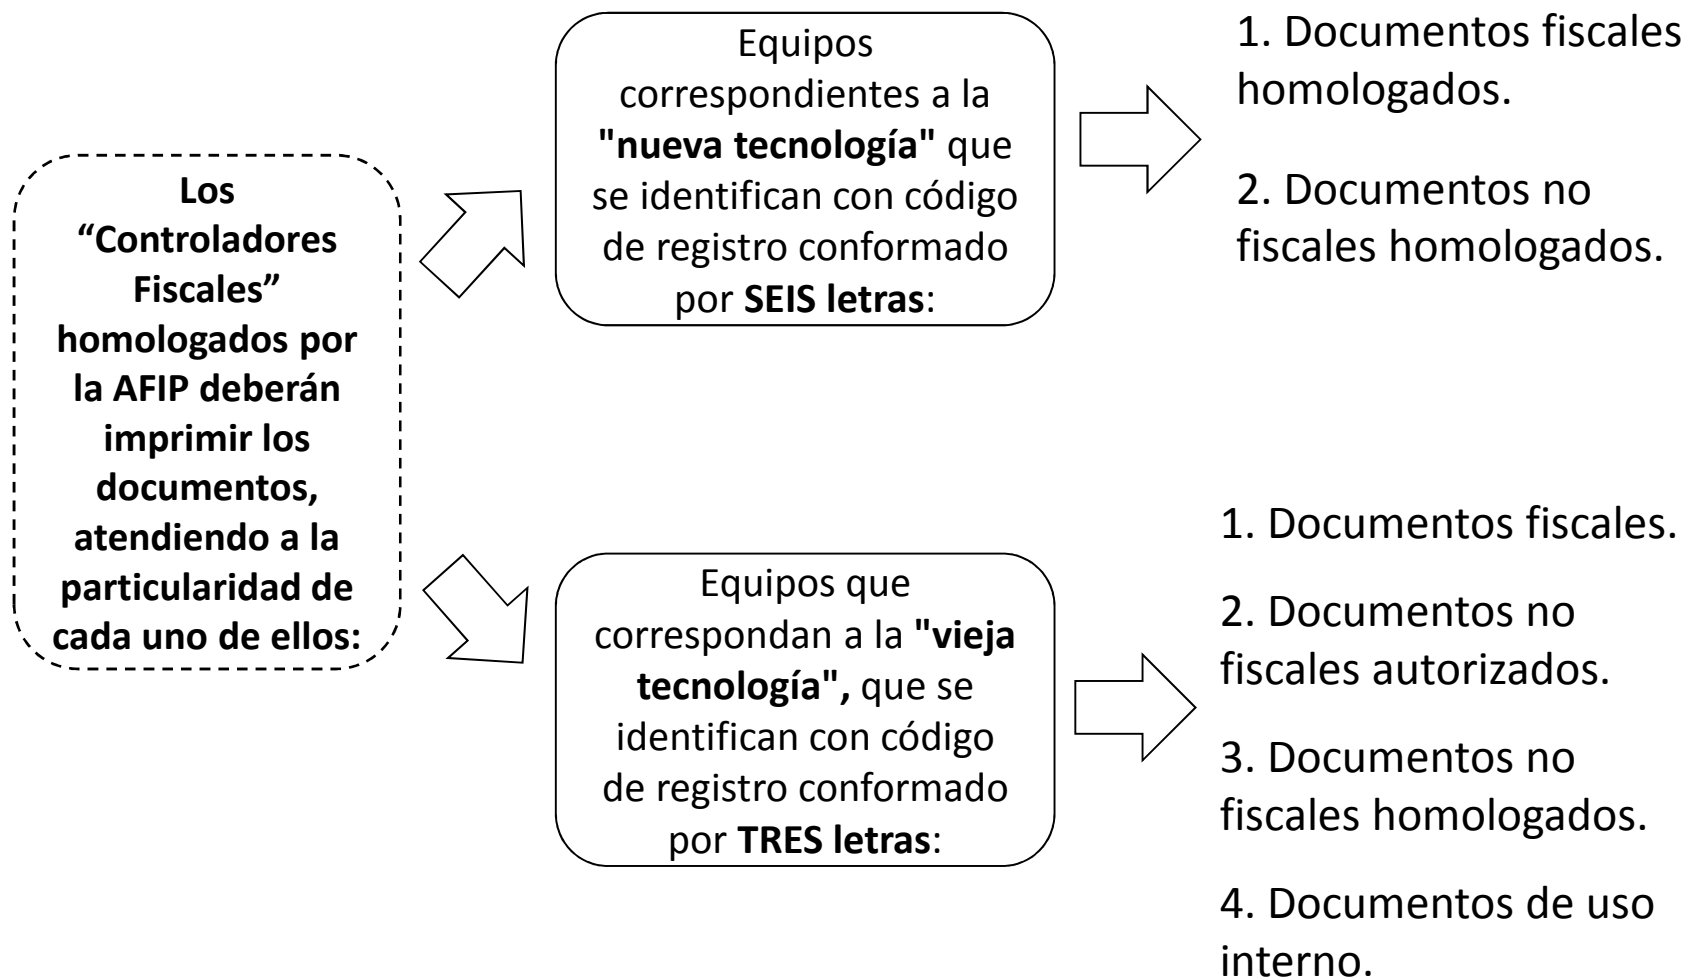 Los
“Controladores
Fiscales”
homologados por
la AFIP deberán
imprimir los
documentos,
atendiendo a la
particularidad de
cada uno de ellos:
Equipos
correspondientes a la
"nueva tecnología" que
se identifican con código
de registro conformado
por SEIS letras:
1. Documentos fiscales
homologados.
2. Documentos no
fiscales homologados.
Equipos que
correspondan a la "vieja
tecnología", que se
identifican con código
de registro conformado
por TRES letras:
1. Documentos fiscales.
2. Documentos no
fiscales autorizados.
3. Documentos no
fiscales homologados.
4. Documentos de uso
interno.